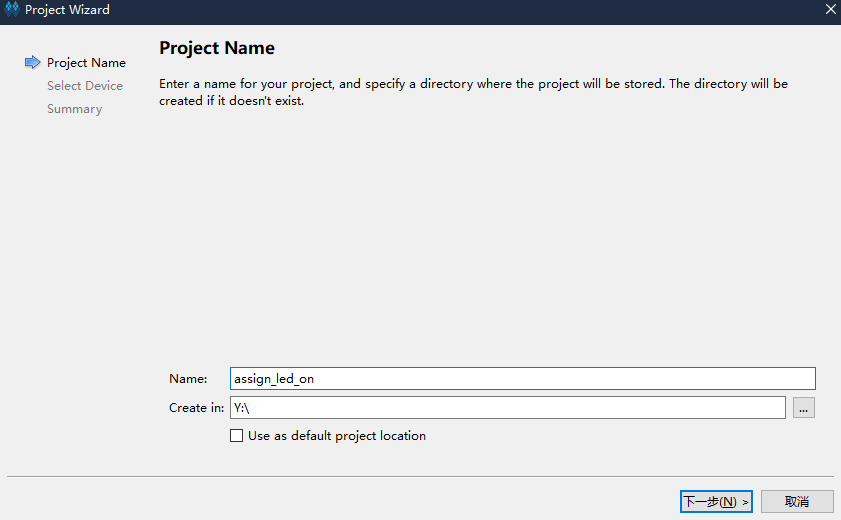 Project Wizard
Project Name
Select Device
Summary
Project Name
Enter a name for your project, and specify a directory where the project will be stored. The directory will be
created if it doesn't exist.
Name: assign_led_on
Create in: Y:\ ...
Use as default project location
下一步(N) > 取消